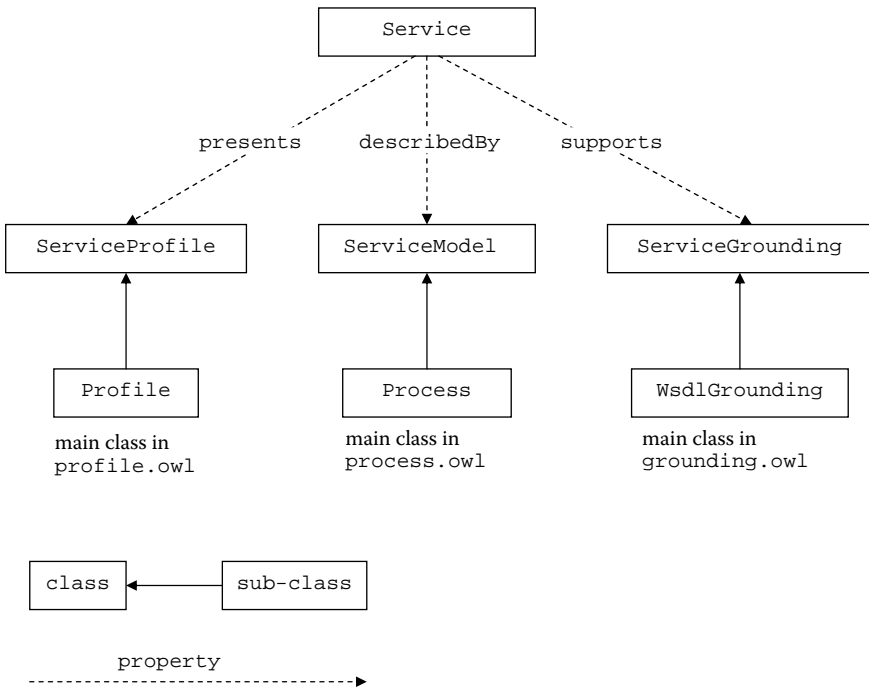 Service
presents
describedBy
supports
ServiceProfile
ServiceModel
ServiceGrounding
Profile
Process
WsdlGrounding
main class in
profile.owl
main class in
process.owl
main class in
grounding.owl
class
sub-class
property